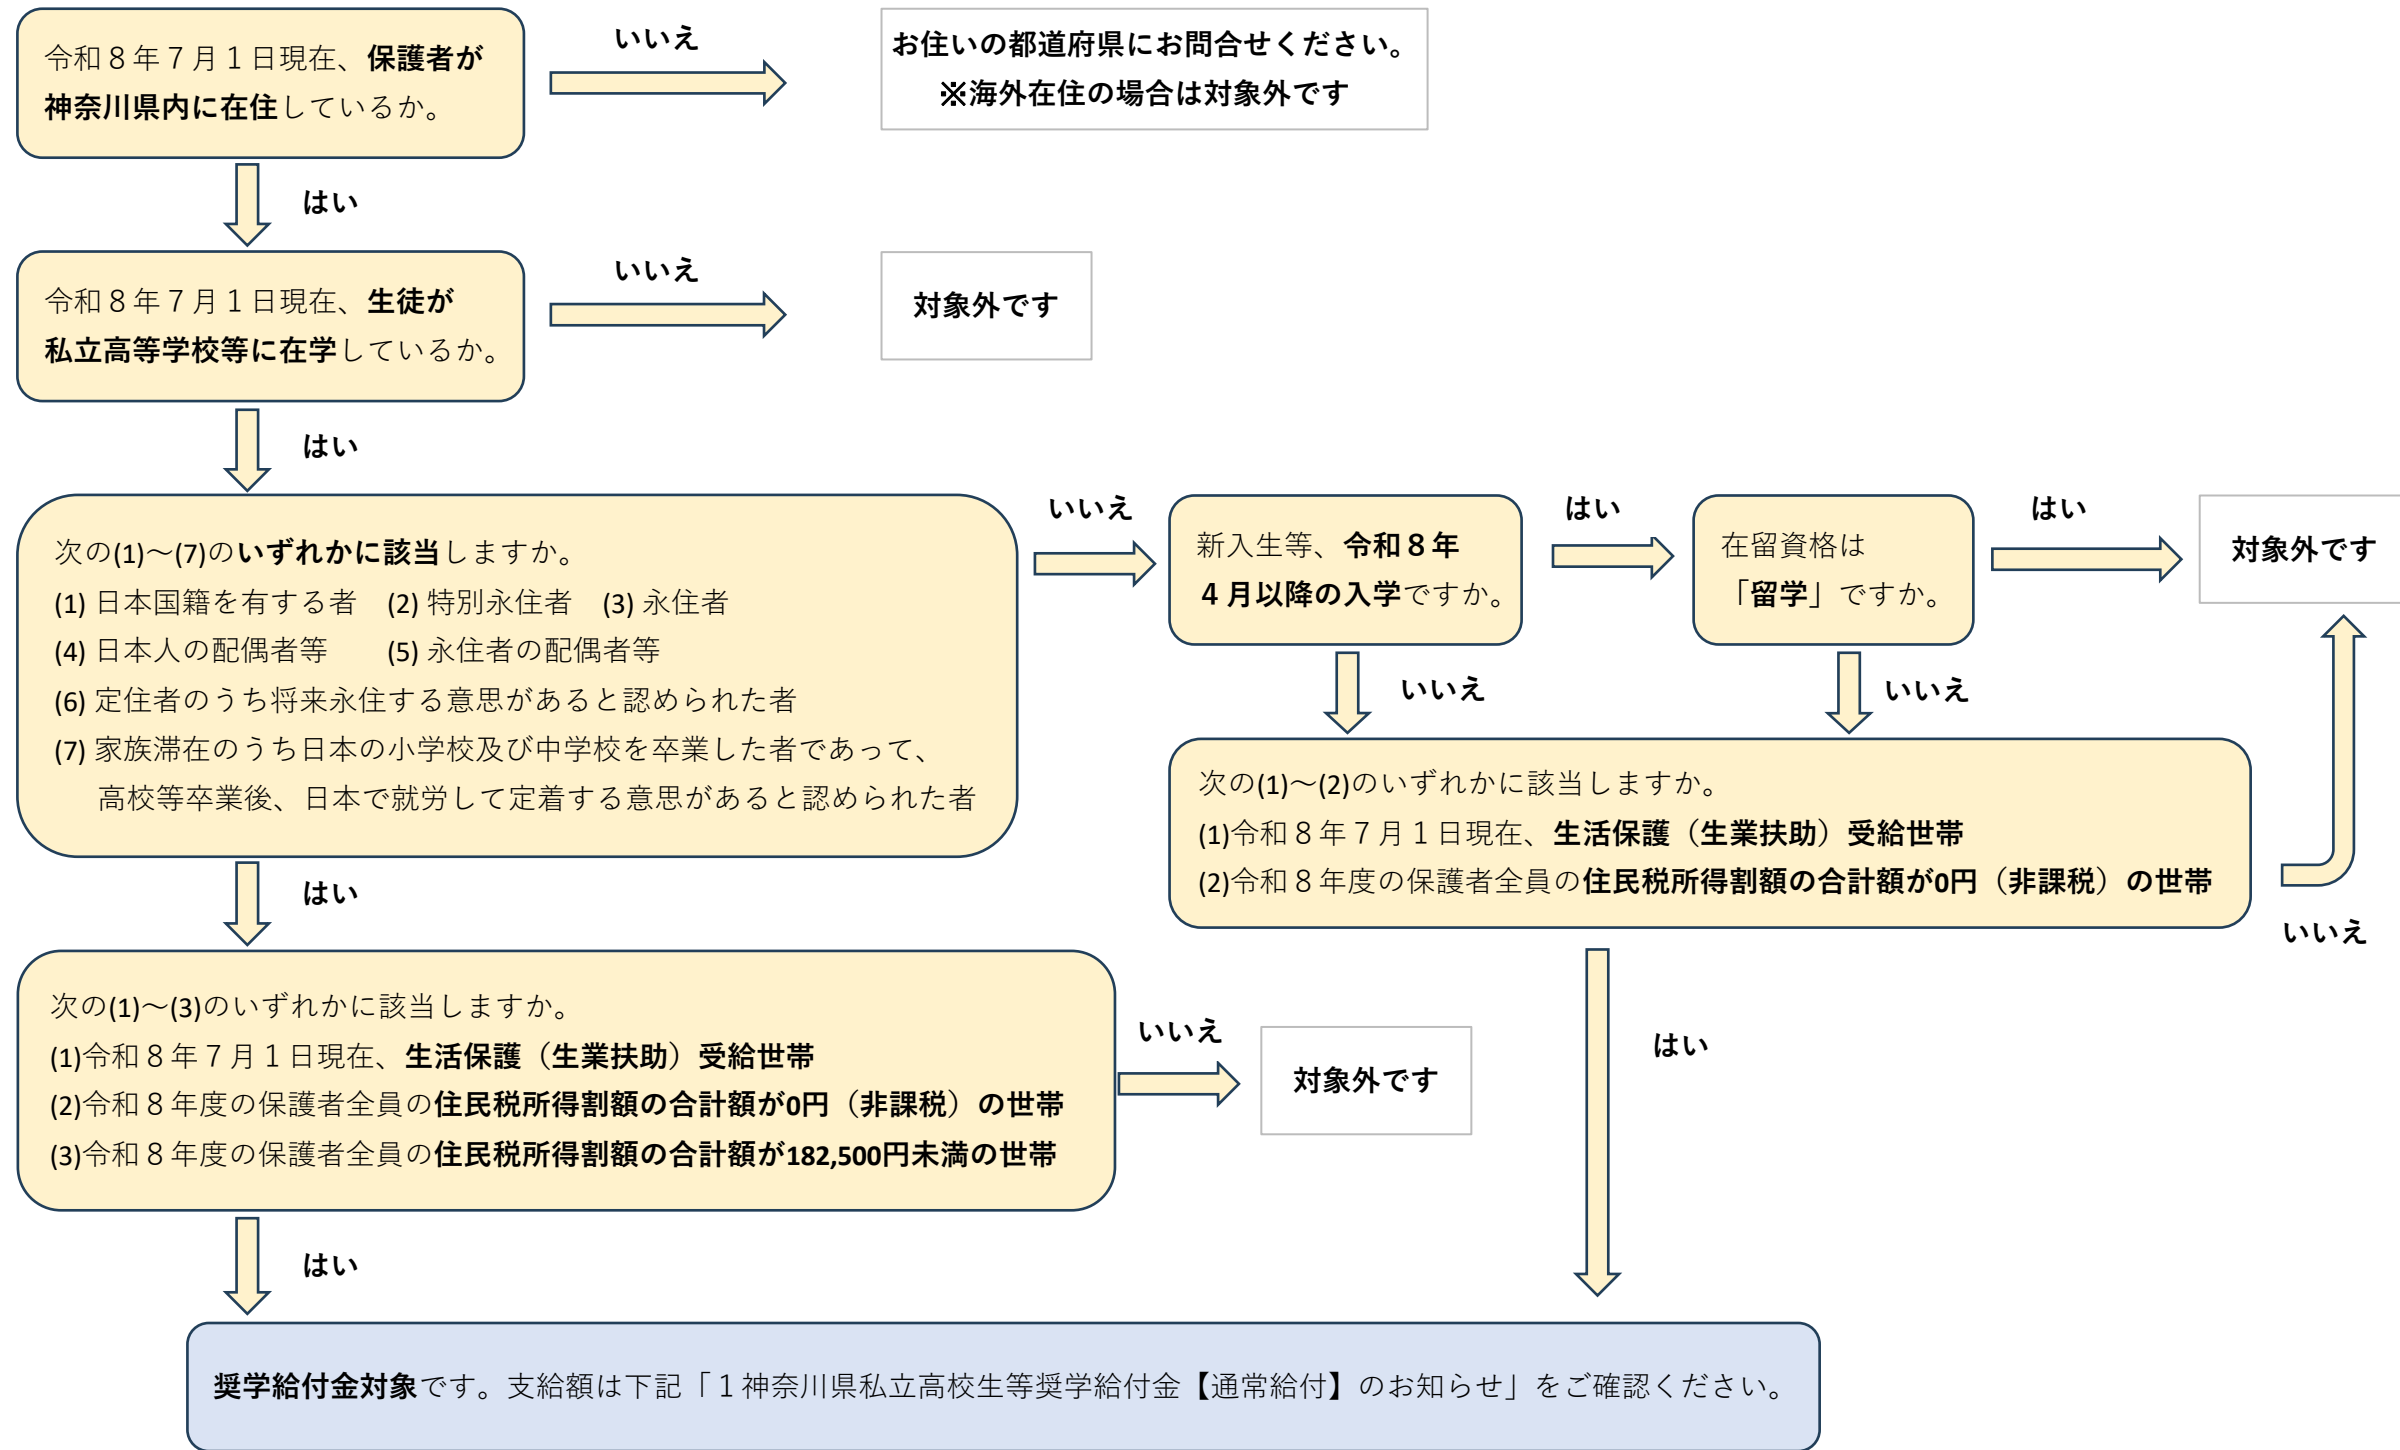 令和８年７月１日現在、保護者が
神奈川県内に在住しているか。
いいえ
お住いの都道府県にお問合せください。
※海外在住の場合は対象外です
はい
令和８年７月１日現在、生徒が
私立高等学校等に在学しているか。
いいえ
対象外です
はい
次の(1)～(7)のいずれかに該当しますか。
(1) 日本国籍を有する者　(2) 特別永住者　(3) 永住者
(4) 日本人の配偶者等　　(5) 永住者の配偶者等
(6) 定住者のうち将来永住する意思があると認められた者
(7) 家族滞在のうち日本の小学校及び中学校を卒業した者であって、
高校等卒業後、日本で就労して定着する意思があると認められた者
いいえ
新入生等、令和８年
４月以降の入学ですか。
はい
在留資格は
「留学」ですか。
はい
対象外です
いいえ
いいえ
次の(1)～(2)のいずれかに該当しますか。
(1)令和８年７月１日現在、生活保護（生業扶助）受給世帯
(2)令和８年度の保護者全員の住民税所得割額の合計額が0円（非課税）の世帯
いいえ
はい
はい
次の(1)～(3)のいずれかに該当しますか。
(1)令和８年７月１日現在、生活保護（生業扶助）受給世帯
(2)令和８年度の保護者全員の住民税所得割額の合計額が0円（非課税）の世帯
(3)令和８年度の保護者全員の住民税所得割額の合計額が182,500円未満の世帯
いいえ
対象外です
はい
奨学給付金対象です。支給額は下記「１神奈川県私立高校生等奨学給付金【通常給付】のお知らせ」をご確認ください。